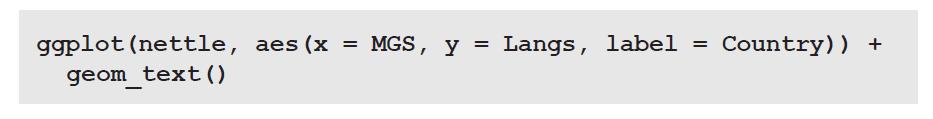 ggplot(nettle, aes(x = MGS, y = Langs, label = Country)) +
  geom_text()